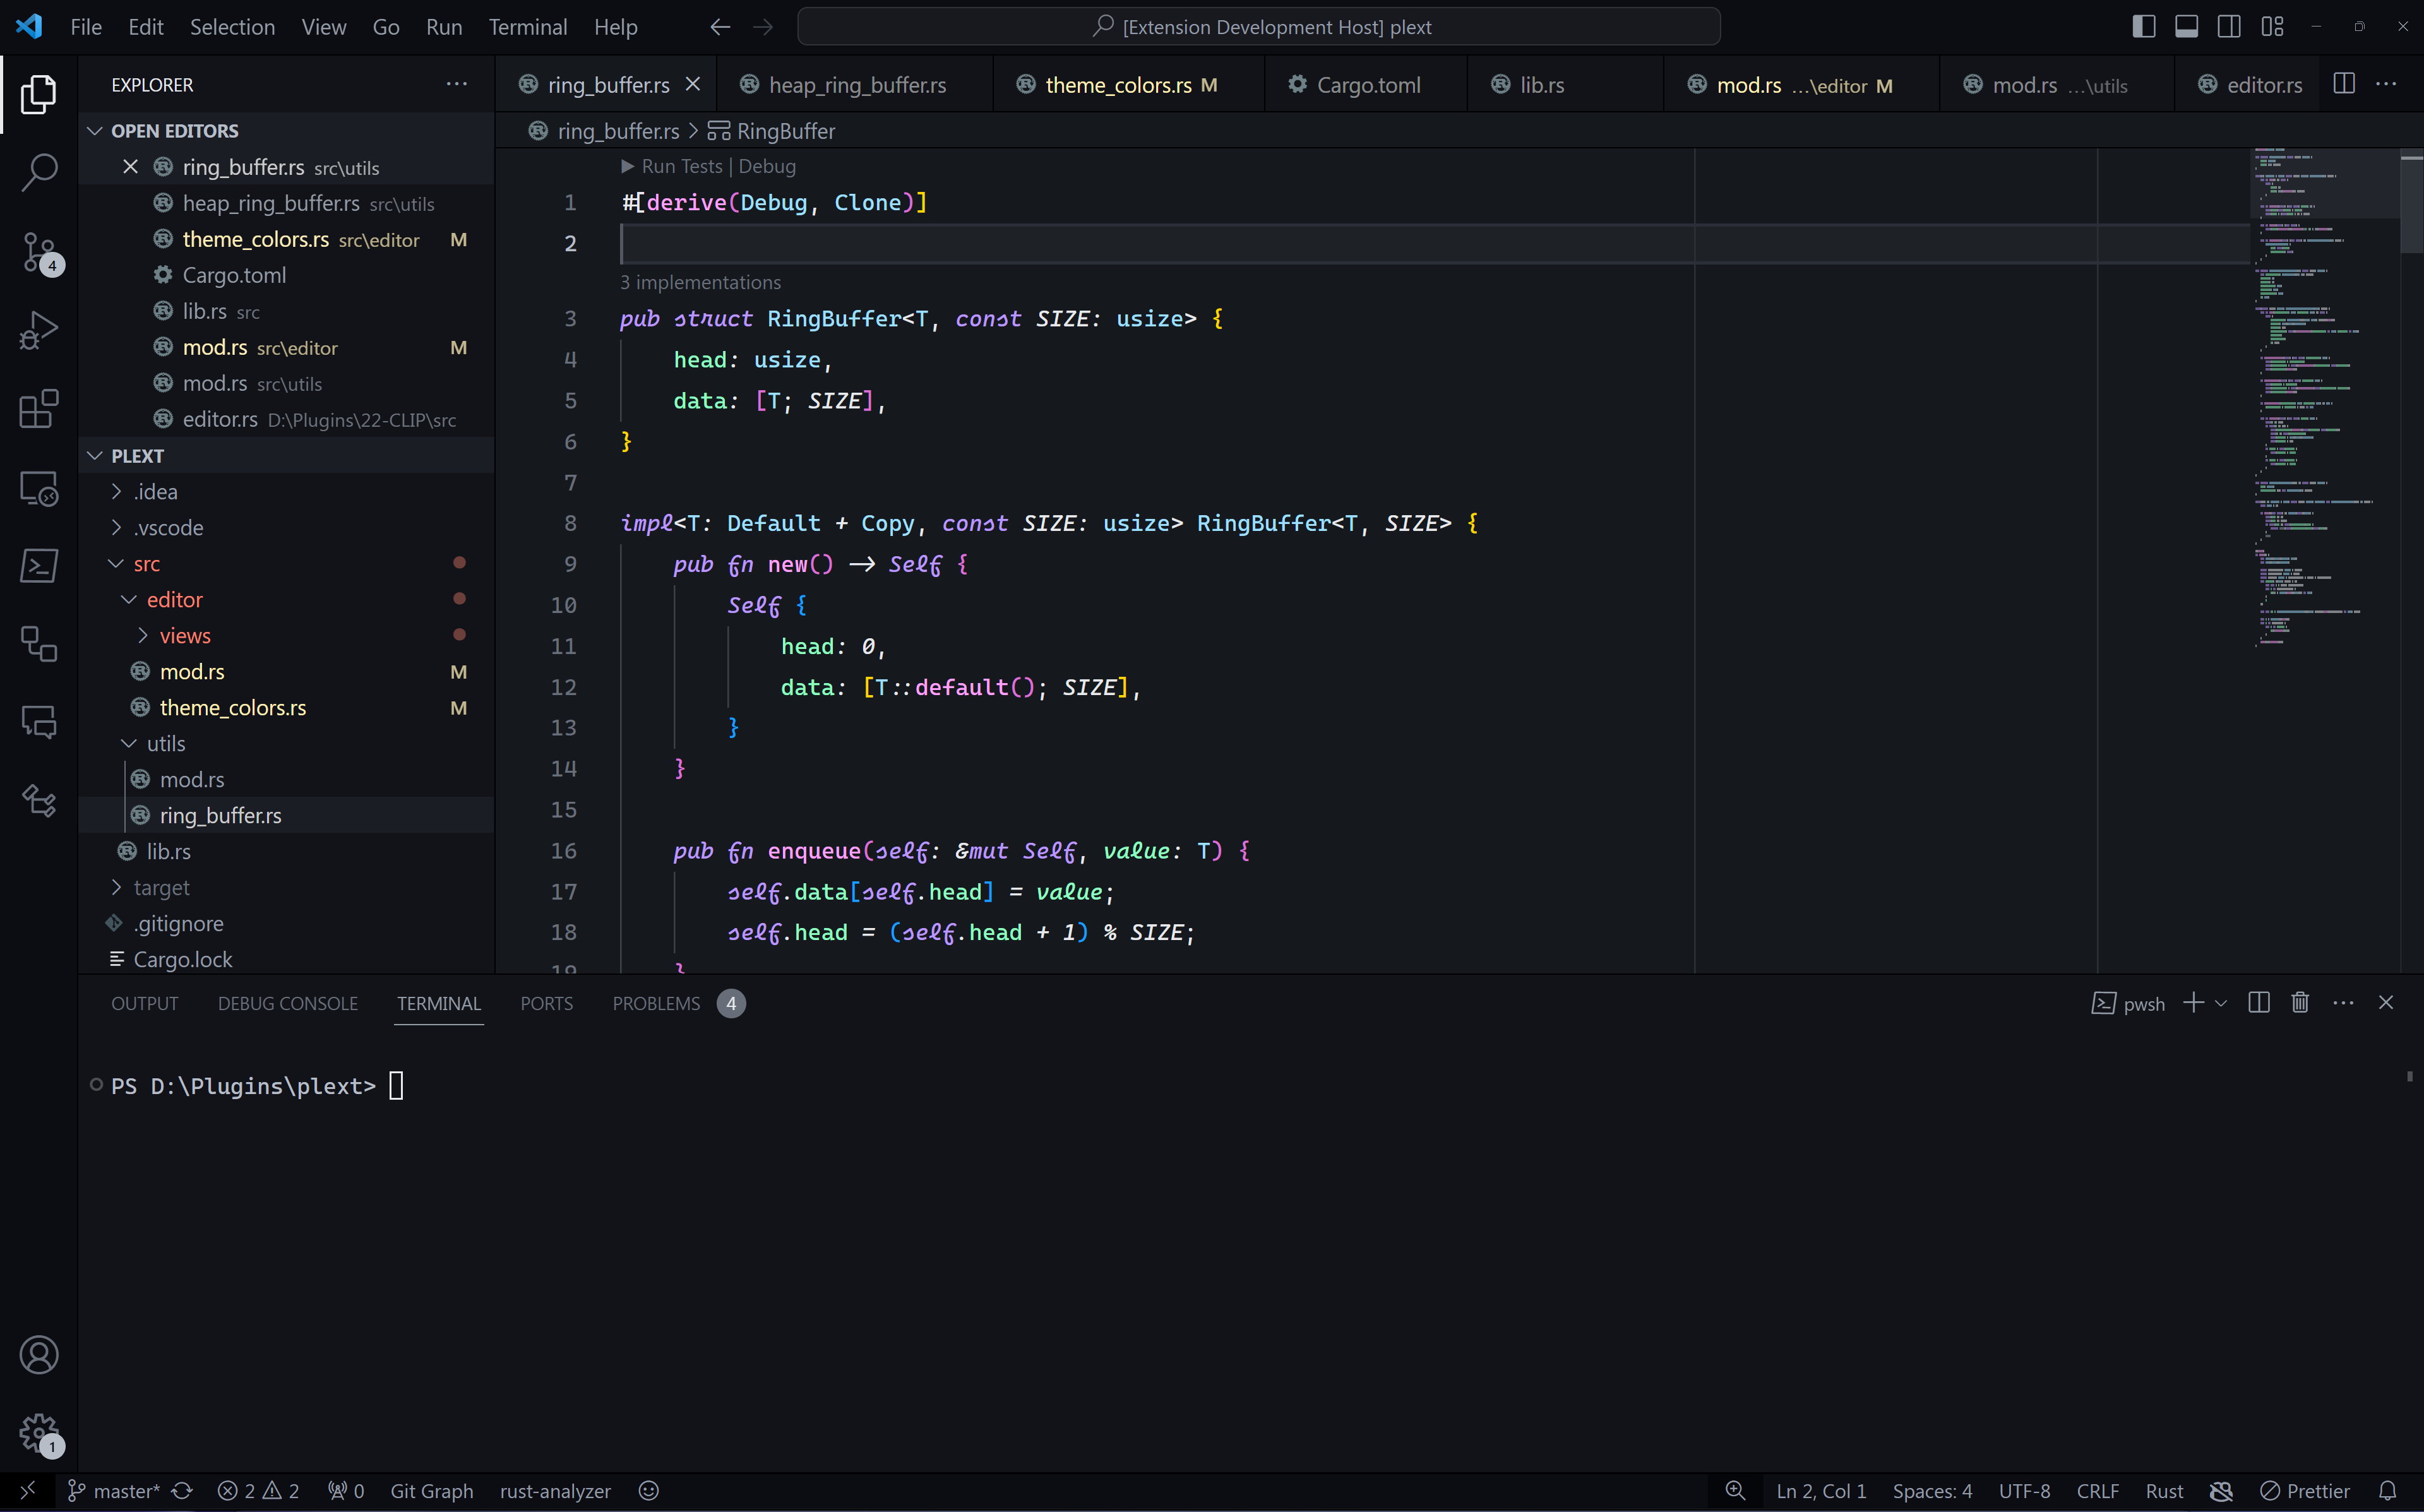 File Edit Selection View Go Run Terminal Help
[Extension Development Host] plext
EXPLORER
OPEN EDITORS
ring_buffer.rs src\utils
heap_ring_buffer.rs src\utils
theme_colors.rs src\editor M
Cargo.toml
lib.rs src
mod.rs src\editor M
mod.rs src\utils
editor.rs D:\Plugins\22-CLIP\src
PLEXT
.idea
.vscode
src
editor
views
mod.rs M
theme_colors.rs M
utils
mod.rs
ring_buffer.rs
lib.rs
target
.gitignore
Cargo.lock
4
1
ring_buffer.rs heap_ring_buffer.rs theme_colors.rs M Cargo.toml lib.rs mod.rs ...\editor M mod.rs ...\utils editor.rs
ring_buffer.rs > RingBuffer
Run Tests | Debug
1 #[derive(Debug, Clone)]
2
3 implementations
3 pub struct RingBuffer<T, const SIZE: usize> {
4 head: usize,
5 data: [T; SIZE],
6 }
7
8 impl<T: Default + Copy, const SIZE: usize> RingBuffer<T, SIZE> {
9 pub fn new() -> Self {
10 Self {
11 head: 0,
12 data: [T::default(); SIZE],
13 }
14 }
15
16 pub fn enqueue(self: &mut Self, value: T) {
17 self.data[self.head] = value;
18 self.head = (self.head + 1) % SIZE;
19 }
OUTPUT DEBUG CONSOLE TERMINAL PORTS PROBLEMS 4
pwsh
PS D:\Plugins\plext>
master* 2 2 0 Git Graph rust-analyzer
Ln 2, Col 1 Spaces: 4 UTF-8 CRLF Rust Prettier